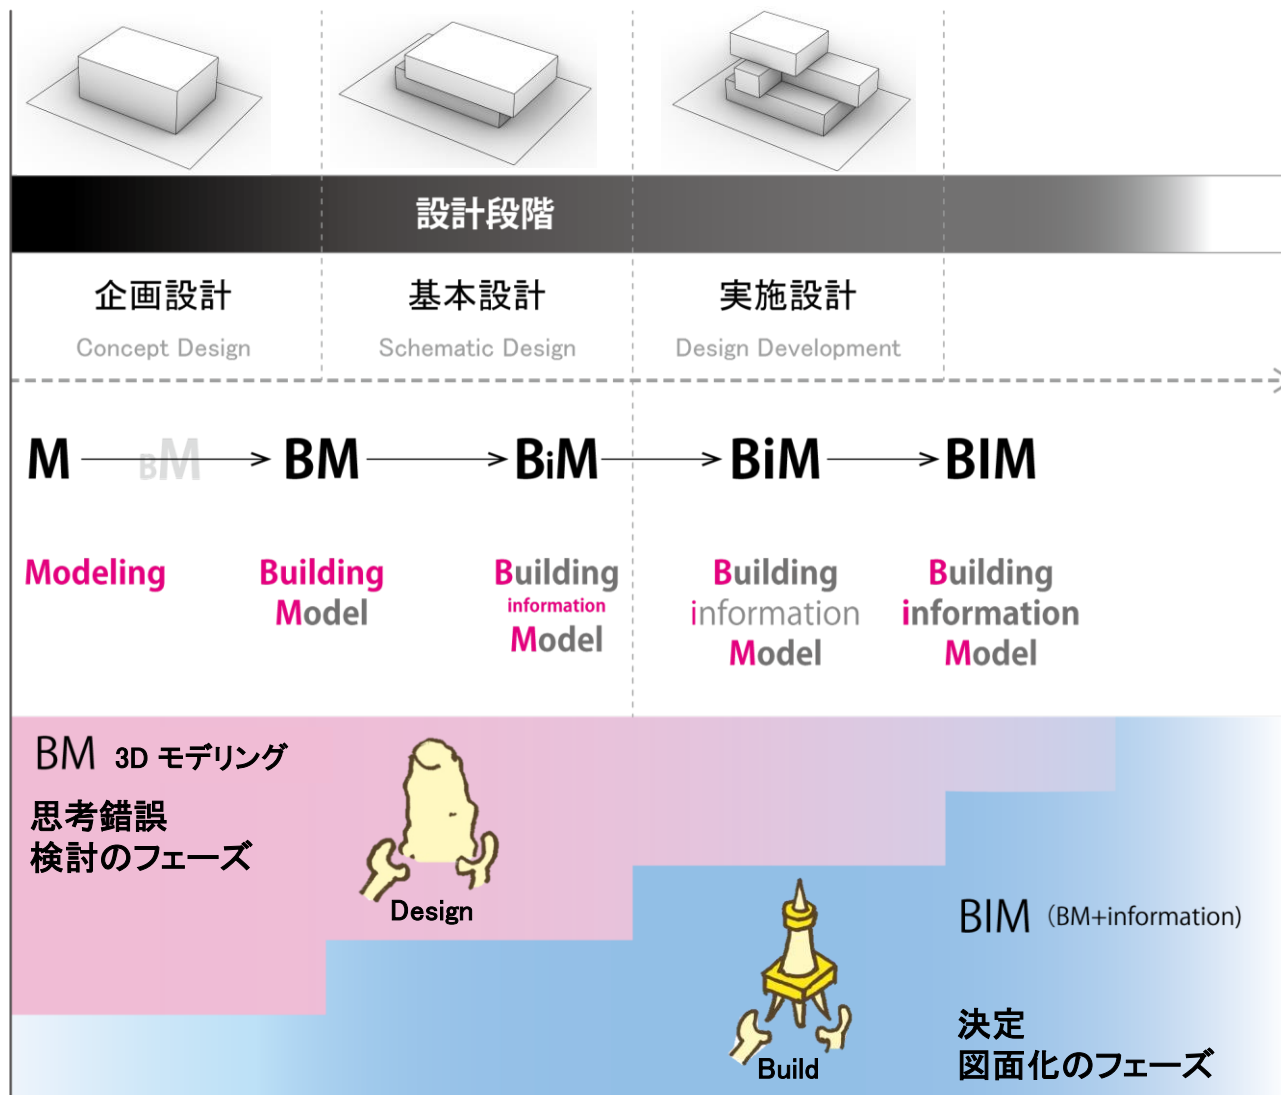 設計段階
企画設計
基本設計
実施設計
Concept Design
Schematic Design
Design Development
M
BM
BM
BiM
BiM
BIM
Modeling
Building
Model
Building
information
Model
Building
information
Model
Building
information
Model
BM 3D モデリング
思考錯誤
検討のフェーズ
Design
BIM (BM+information)
Build
決定
図面化のフェーズ